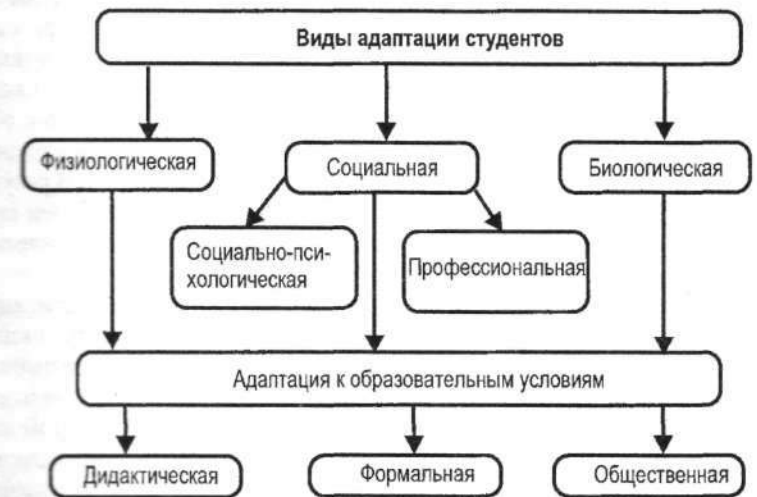 Виды адаптации студентов
Физиологическая
Социальная
Биологическая
Социально-пси-
хологическая
Профессиональная
Адаптация к образовательным условиям
Дидактическая
Формальная
Общественная